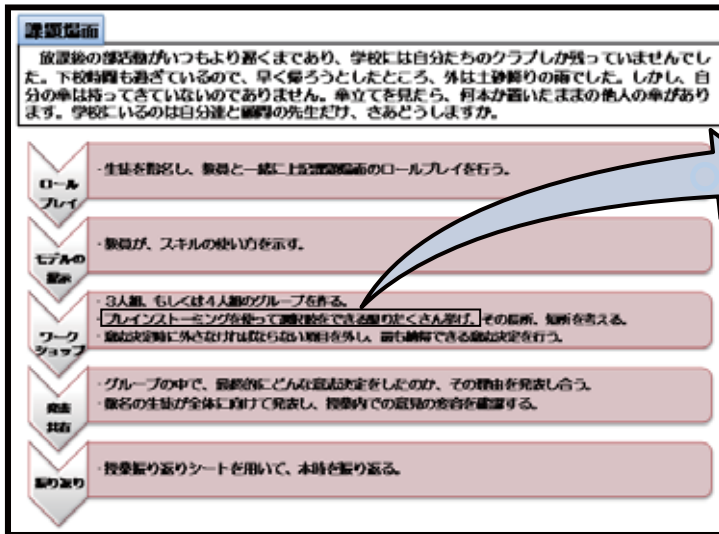 課題場面
放課後の部活動がいつもより遅くまであり、学校には自分たちのクラブしか残っていませんでし
た。下校時間も過ぎているので、早く帰ろうとしたところ、外は土砂降りの雨でした。しかし、自
分の傘は持ってきていないのでありません。傘立てを見たら、何本か置いたままの他人の傘があり
ます。学校にいるのは自分達と顧問の先生だけ、さあどうしますか。
ロール
プレイ
・生徒を指名し、教員と一緒に上記課題場面のロールプレイを行う。
モデルの
提示
・教員が、スキルの使い方を示す。
ワーク
ショップ
・3人組、もしくは4人組のグループを作る。
・ブレインストーミングを使って選択肢をできる限りたくさん挙げ、その長所、短所を考える。
・意思決定時に外さなければならない項目を外し、最も納得できる意思決定を行う。
発表
共有
・グループの中で、最終的にどんな意志決定をしたのか、その理由を発表し合う。
・数名の生徒が全体に向けて発表し、授業内での意見の変容を確認する。
振り返り
・授業振り返りシートを用いて、本時を振り返る。